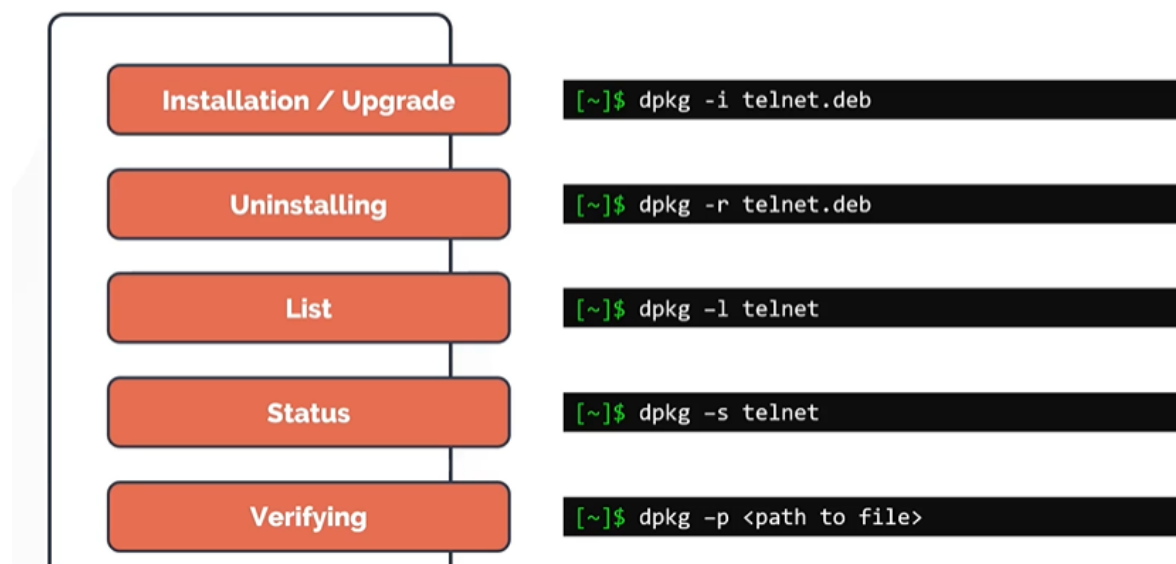 Installation / Upgrade
[~]$ dpkg -i telnet.deb
Uninstalling
[~]$ dpkg -r telnet.deb
List
[~]$ dpkg –l telnet
Status
[~]$ dpkg –s telnet
Verifying
[~]$ dpkg –p <path to file>